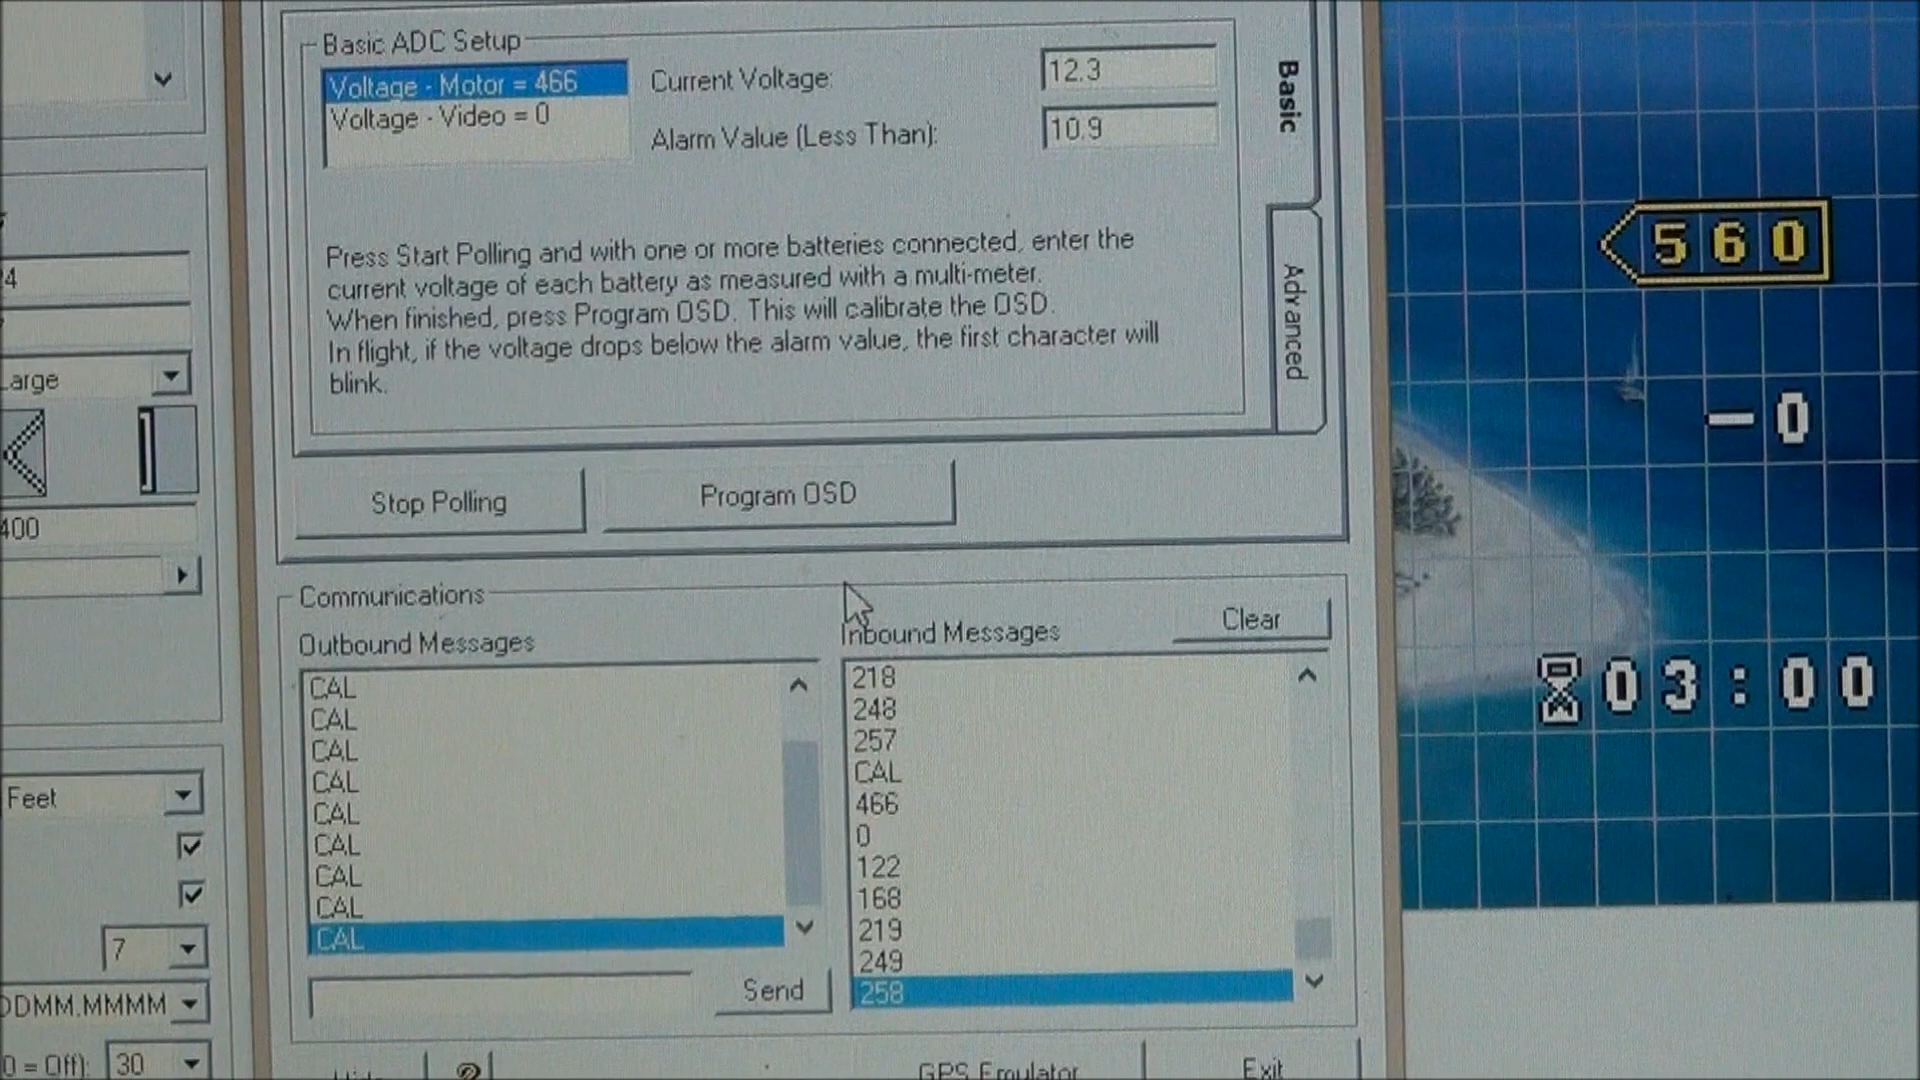 Basic ADC Setup
Voltage - Motor = 466
Voltage - Video = 0
Current Voltage:
12.3
Alarm Value (Less Than):
10.9
Basic
Advanced
Press Start Polling and with one or more batteries connected, enter the
current voltage of each battery as measured with a multi-meter.
When finished, press Program OSD. This will calibrate the OSD.
In flight, if the voltage drops below the alarm value, the first character will
blink.
Stop Polling
Program OSD
Communications
Outbound Messages
CAL
CAL
CAL
CAL
CAL
CAL
CAL
CAL
CAL
Send
Inbound Messages
Clear
218
248
257
CAL
466
0
122
168
219
249
258
GPS Emulator
Exit
4
Large
400
Feet
7
DDMM.MMMM
0 = Off):
30
560
-0
03:00